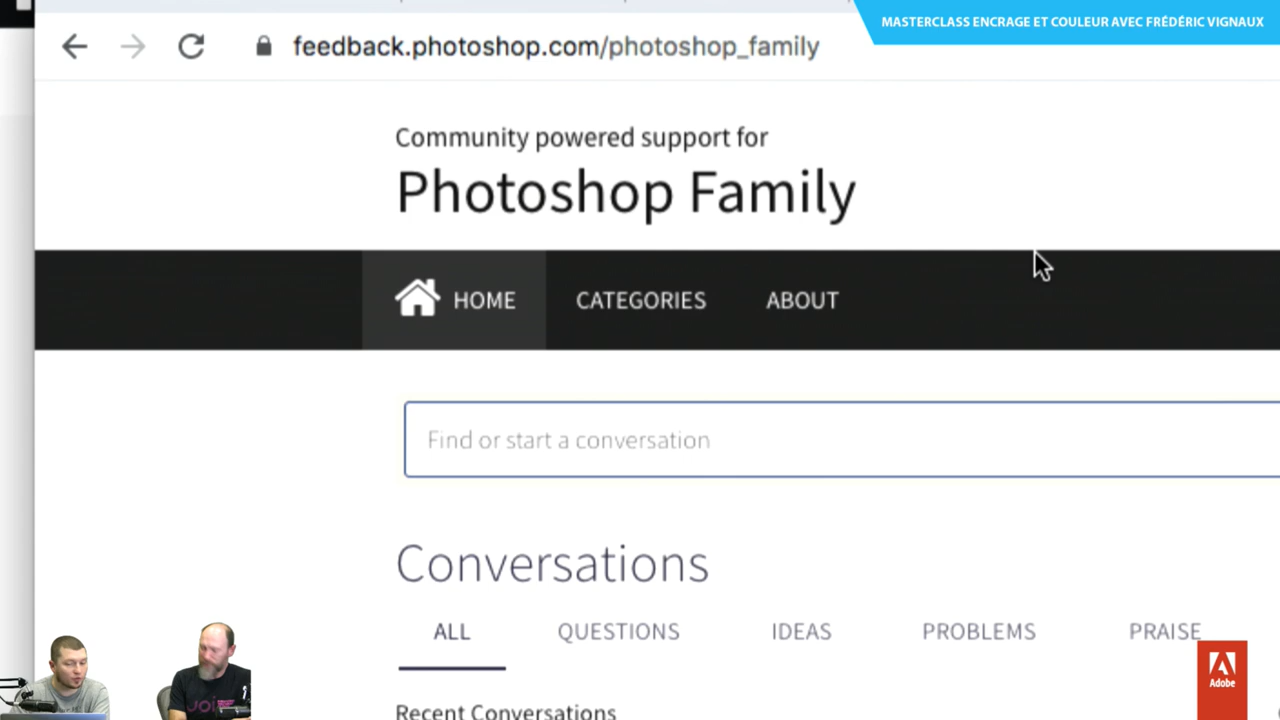 MASTERCLASS ENCRAGE ET COULEUR AVEC FRÉDÉRIC VIGNAUX
feedback.photoshop.com/photoshop_family
Community powered support for
Photoshop Family
HOME CATEGORIES ABOUT
Find or start a conversation
Conversations
ALL QUESTIONS IDEAS PROBLEMS PRAISE
Recent Conversations
Adobe